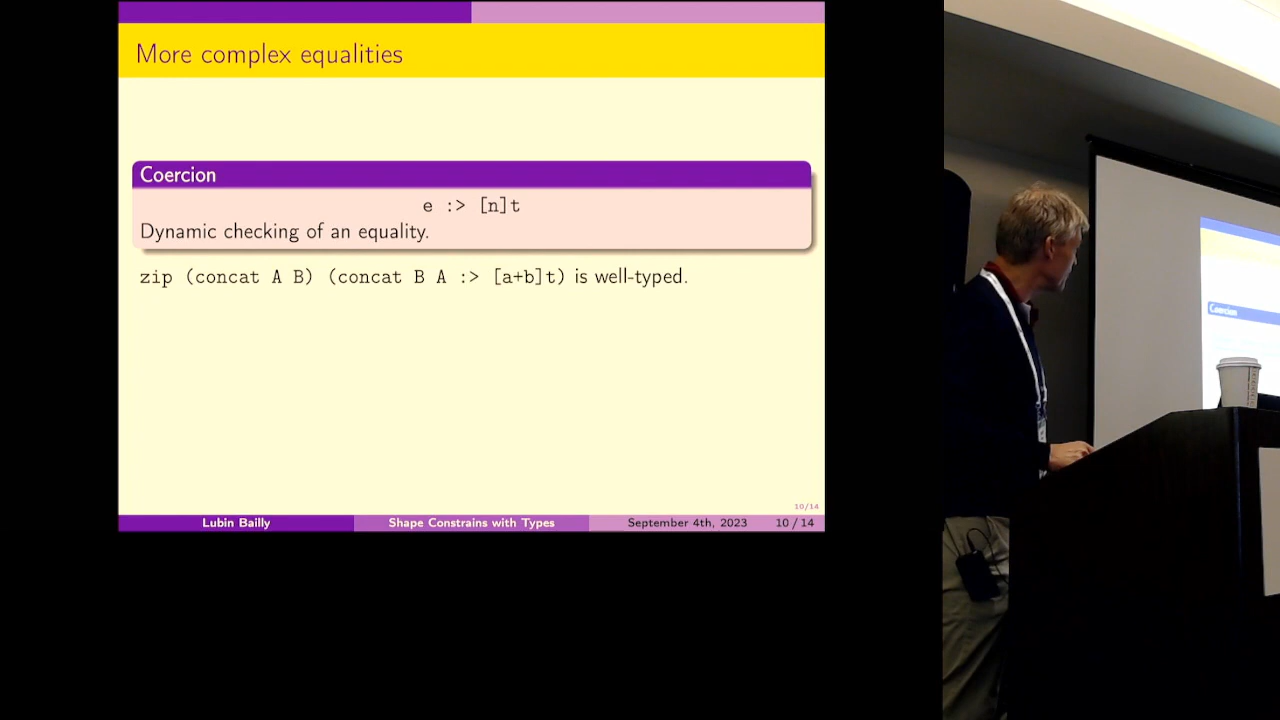 More complex equalities
Coercion
e :> [n]t
Dynamic checking of an equality.
zip (concat A B) (concat B A :> [a+b]t) is well-typed.
10/14
Lubin Bailly Shape Constrains with Types September 4th, 2023 10 / 14
Coercion